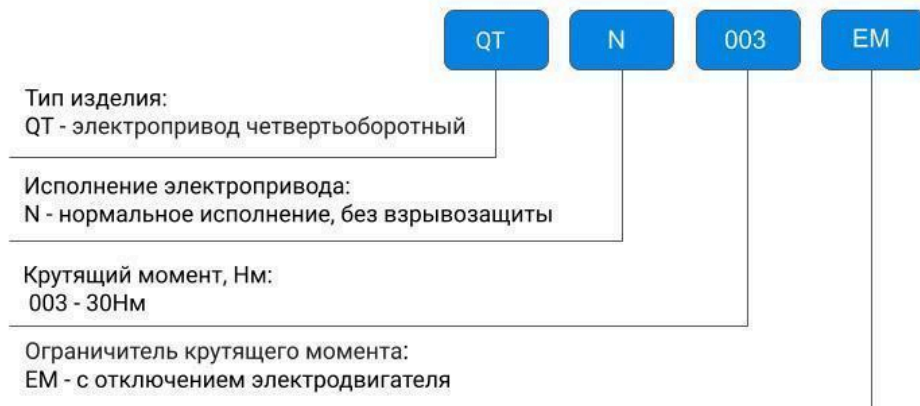 QT N 003 EM
Тип изделия:
QT - электропривод четвертьоборотный
Исполнение электропривода:
N - нормальное исполнение, без взрывозащиты
Крутящий момент, Нм:
003 - 30Нм
Ограничитель крутящего момента:
EM - с отключением электродвигателя